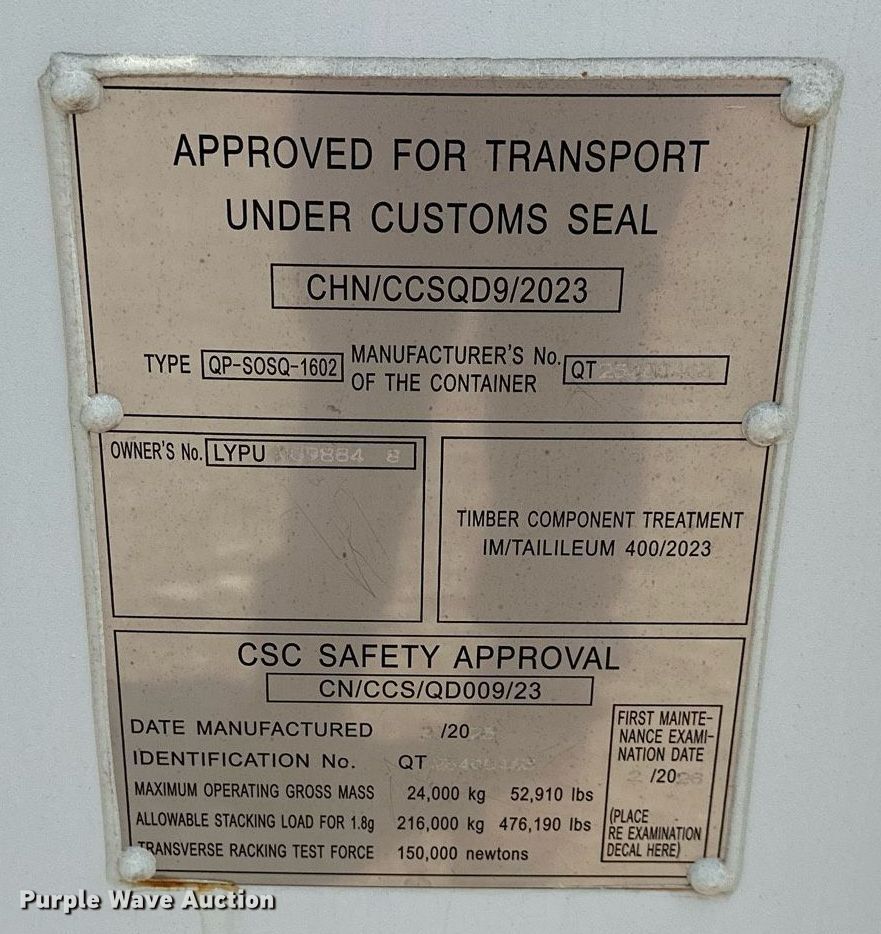 APPROVED FOR TRANSPORT
UNDER CUSTOMS SEAL
CHN/CCSQD9/2023
TYPE QP-SOSQ-1602 MANUFACTURER'S No. QT
OF THE CONTAINER
OWNER'S No. LYPU 8
TIMBER COMPONENT TREATMENT
IM/TAILILEUM 400/2023
CSC SAFETY APPROVAL
CN/CCS/QD009/23
DATE MANUFACTURED /20
IDENTIFICATION No. QT
MAXIMUM OPERATING GROSS MASS 24,000 kg 52,910 lbs
ALLOWABLE STACKING LOAD FOR 1.8g 216,000 kg 476,190 lbs
TRANSVERSE RACKING TEST FORCE 150,000 newtons
FIRST MAINTE-
NANCE EXAMI-
NATION DATE
2 /2028
(PLACE
RE EXAMINATION
DECAL HERE)
Purple Wave Auction